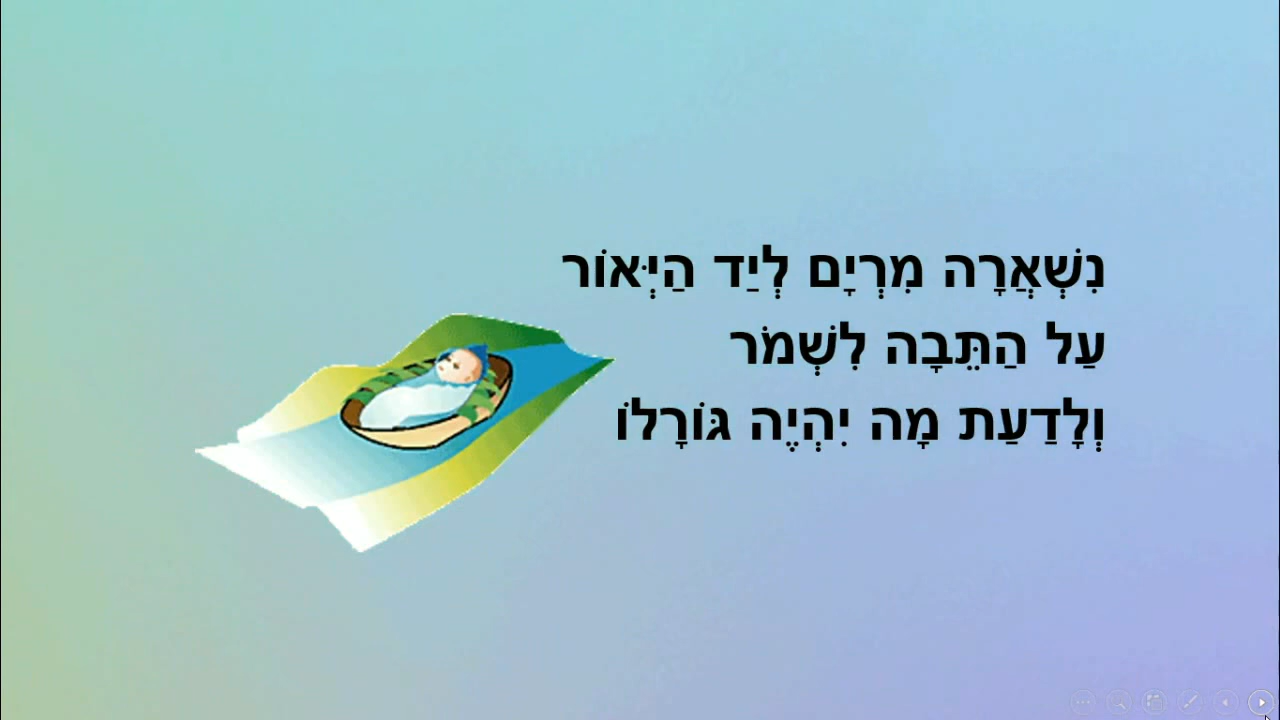 נִשְׁאֲרָה מִרְיָם לְיַד הַיְּאוֹר
עַל הַתֵּבָה לִשְׁמֹר
וְלָדַעַת מָה יִהְיֶה גּוֹרָלוֹ